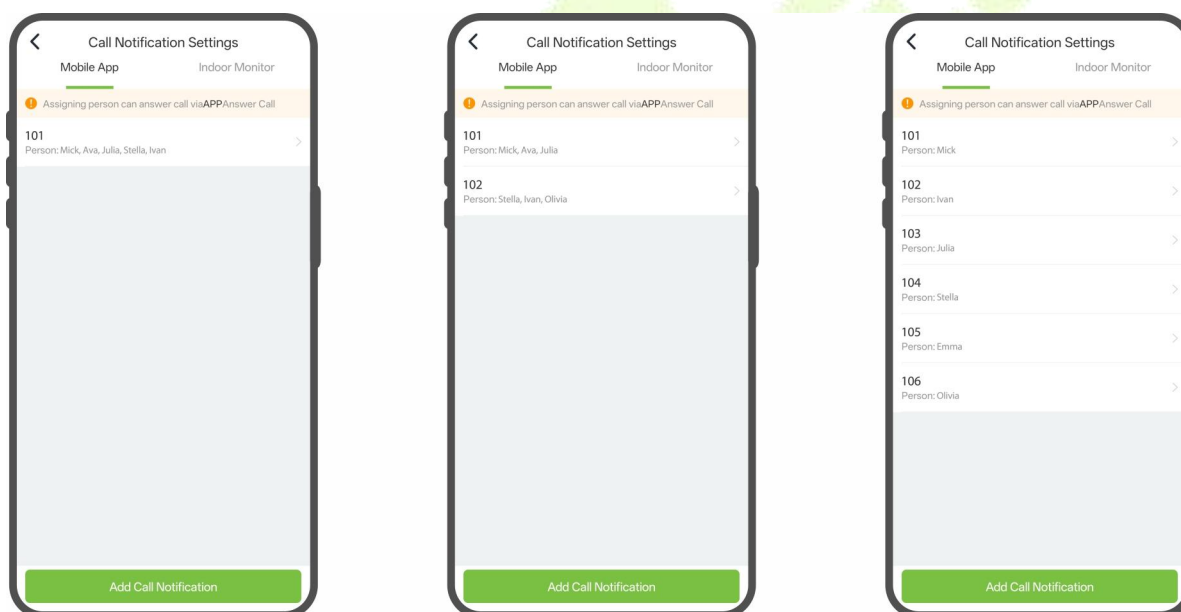 Call Notification Settings
Mobile App Indoor Monitor
Assigning person can answer call viaAPPAnswer Call
101
Person: Mick, Ava, Julia, Stella, Ivan
Add Call Notification
Call Notification Settings
Mobile App Indoor Monitor
Assigning person can answer call viaAPPAnswer Call
101
Person: Mick, Ava, Julia
102
Person: Stella, Ivan, Olivia
Add Call Notification
Call Notification Settings
Mobile App Indoor Monitor
Assigning person can answer call viaAPPAnswer Call
101
Person: Mick
102
Person: Ivan
103
Person: Julia
104
Person: Stella
105
Person: Emma
106
Person: Olivia
Add Call Notification